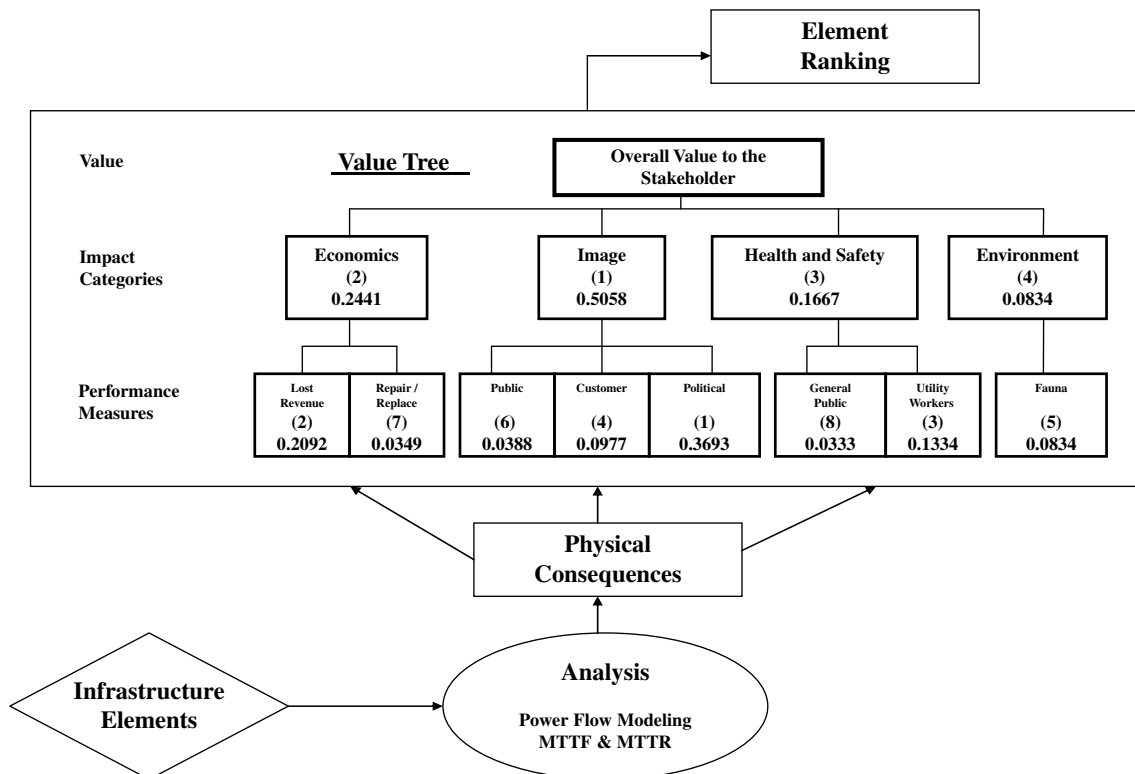 Element
Ranking
Value
Value Tree
Overall Value to the
Stakeholder
Impact
Categories
Economics
(2)
0.2441
Image
(1)
0.5058
Health and Safety
(3)
0.1667
Environment
(4)
0.0834
Performance
Measures
Lost
Revenue
(2)
0.2092
Repair /
Replace
(7)
0.0349
Public
(6)
0.0388
Customer
(4)
0.0977
Political
(1)
0.3693
General
Public
(8)
0.0333
Utility
Workers
(3)
0.1334
Fauna
(5)
0.0834
Physical
Consequences
Infrastructure
Elements
Analysis
Power Flow Modeling
MTTF & MTTR